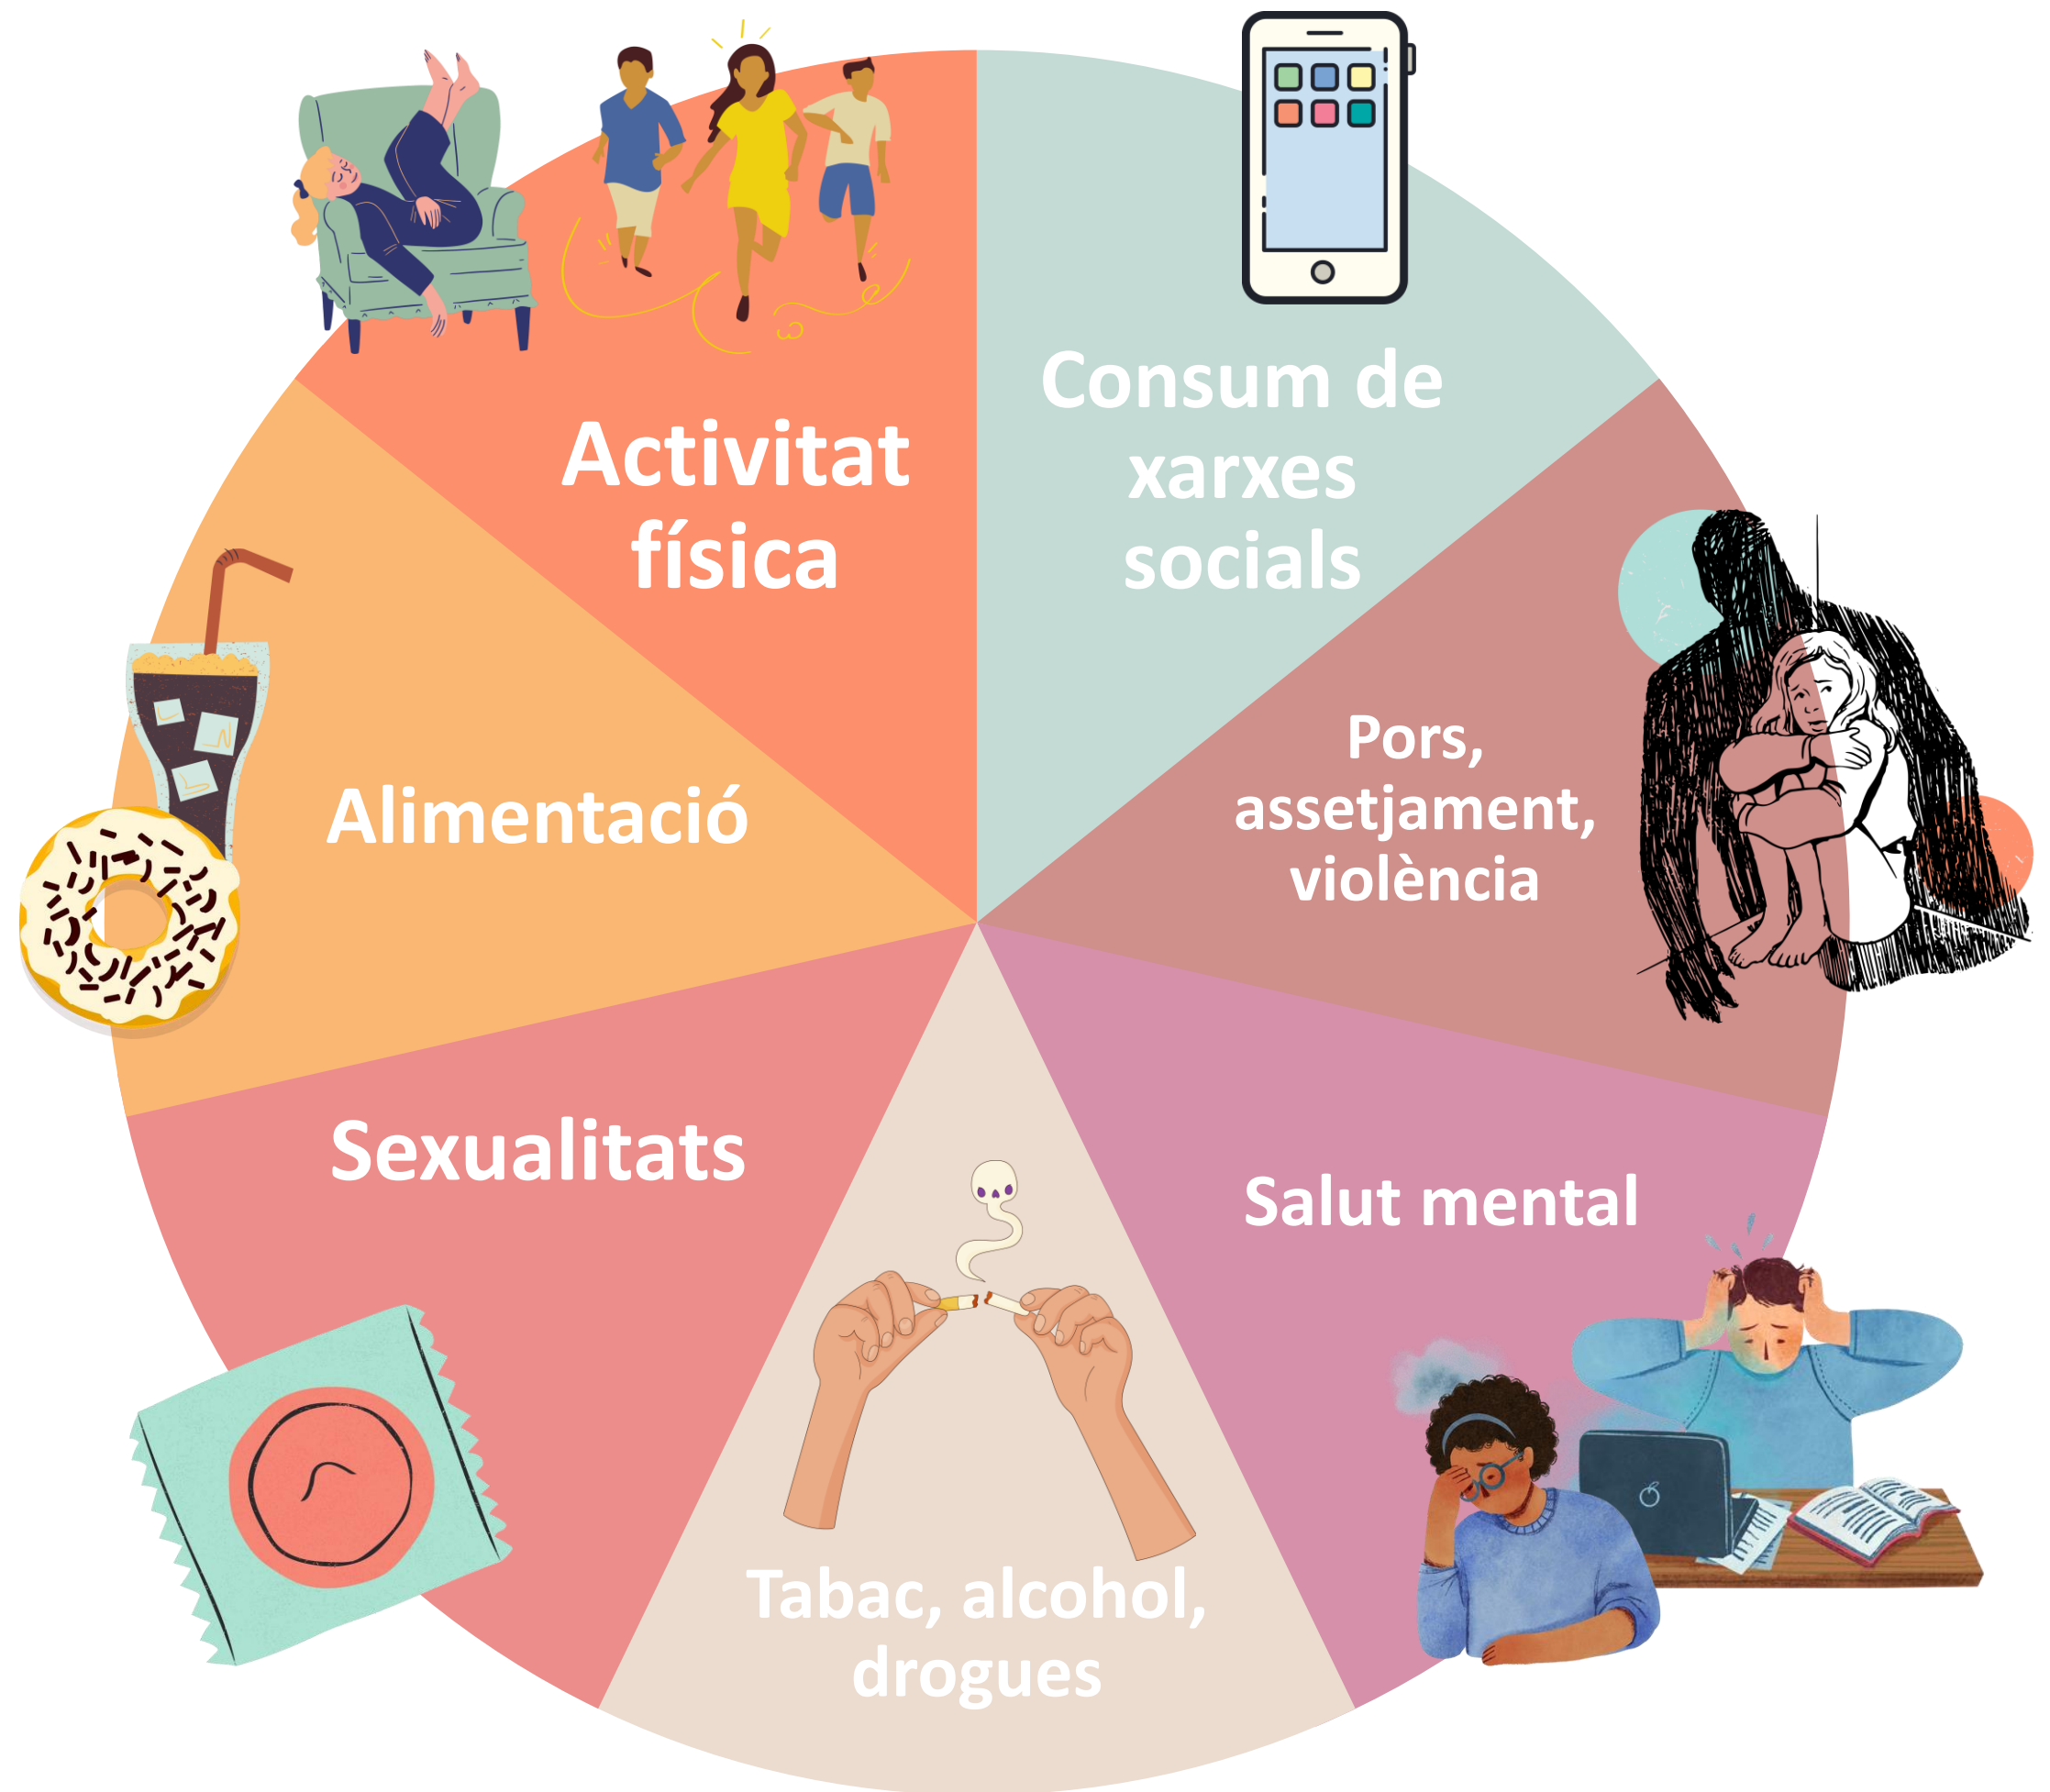 Consum de
xarxes
socials
Pors,
assetjament,
violència
Salut mental
Tabac, alcohol,
drogues
Sexualitats
Alimentació
Activitat
física